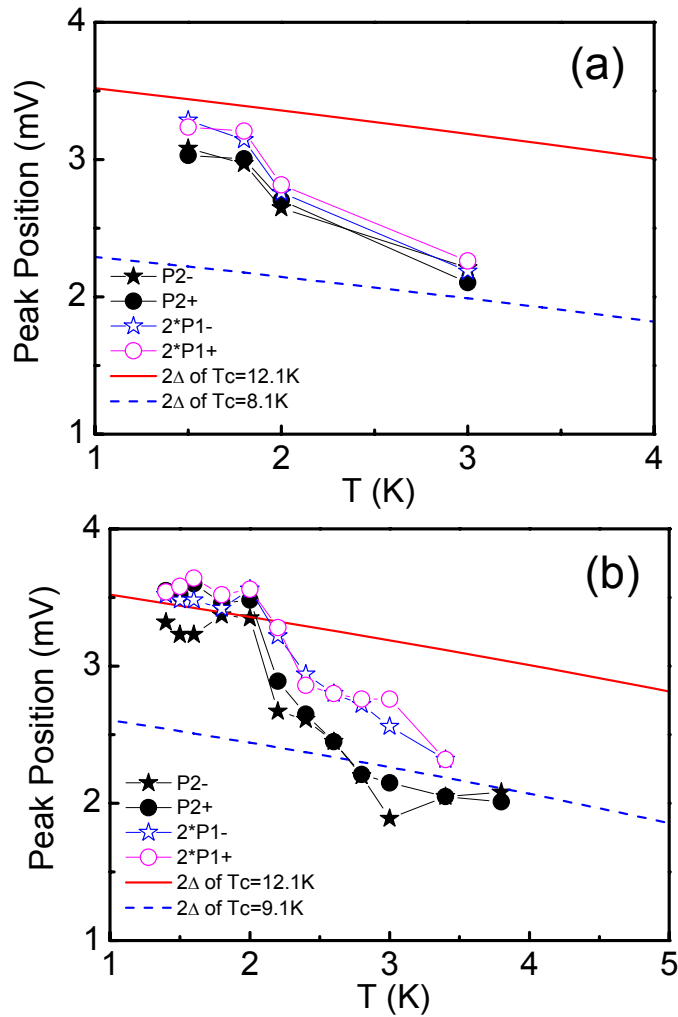 4
(a)
3
2
1
Peak Position (mV)
P2-
P2+
2*P1-
2*P1+
2Δ of Tc=12.1K
2Δ of Tc=8.1K
1 2 3 4
T (K)
4
(b)
3
2
1
Peak Position (mV)
P2-
P2+
2*P1-
2*P1+
2Δ of Tc=12.1K
2Δ of Tc=9.1K
1 2 3 4 5
T (K)